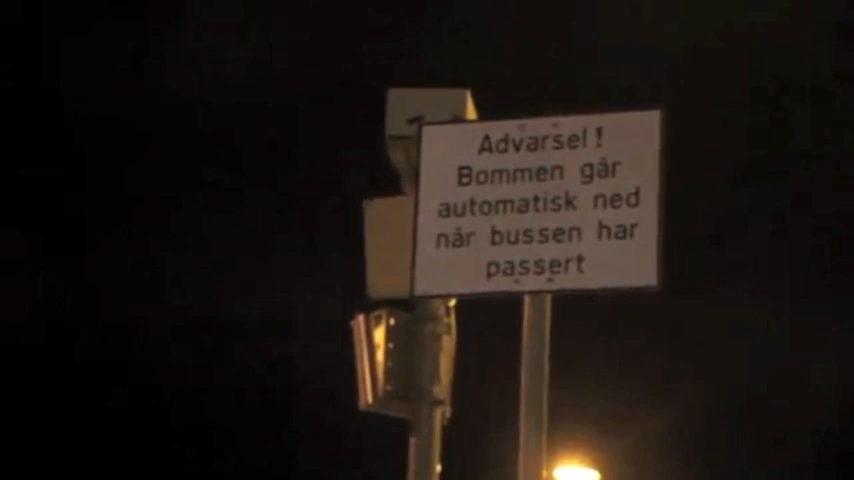 Advarsel!
Bommen går
automatisk ned
når bussen har
passert